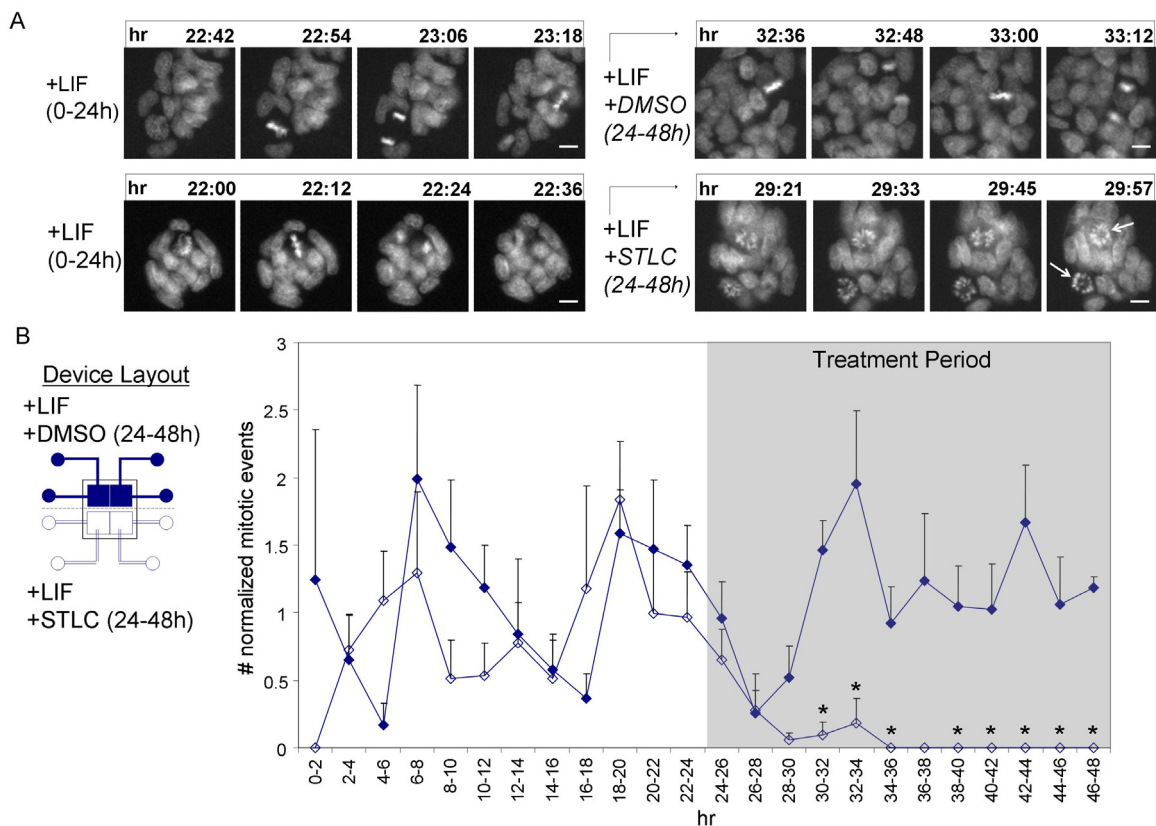 A
hr 22:42 22:54 23:06 23:18
+LIF
(0-24h)
hr 32:36 32:48 33:00 33:12
+LIF
+DMSO
(24-48h)
hr 22:00 22:12 22:24 22:36
+LIF
(0-24h)
hr 29:21 29:33 29:45 29:57
+LIF
+STLC
(24-48h)
B
Device Layout
+LIF
+DMSO (24-48h)
+LIF
+STLC (24-48h)
# normalized mitotic events
3
2.5
2
1.5
1
0.5
0
Treatment Period
* * * * * * * *
0-2 2-4 4-6 6-8 8-10 10-12 12-14 14-16 16-18 18-20 20-22 22-24 24-26 26-28 28-30 30-32 32-34 34-36 36-38 38-40 40-42 42-44 44-46 46-48
hr